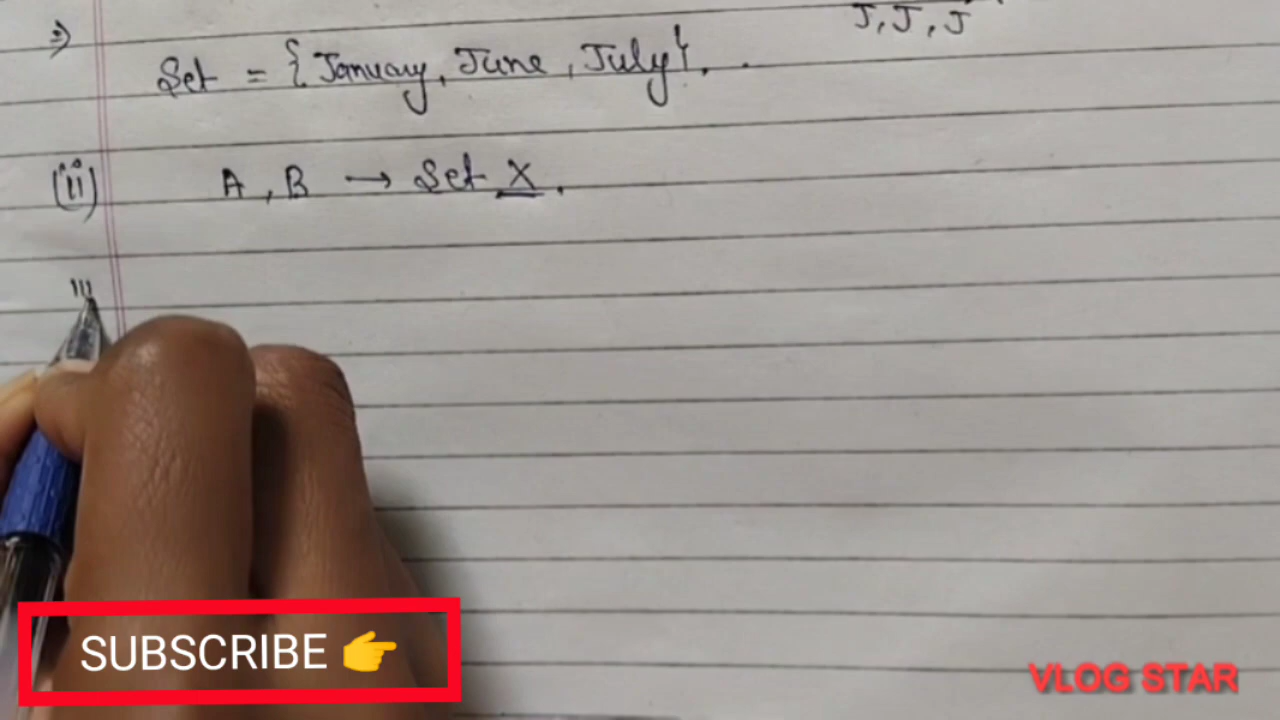 J, J, J
⇒ Set = {January, June, July}.
(ii) A, B → Set X.
III
SUBSCRIBE 👉
VLOG STAR